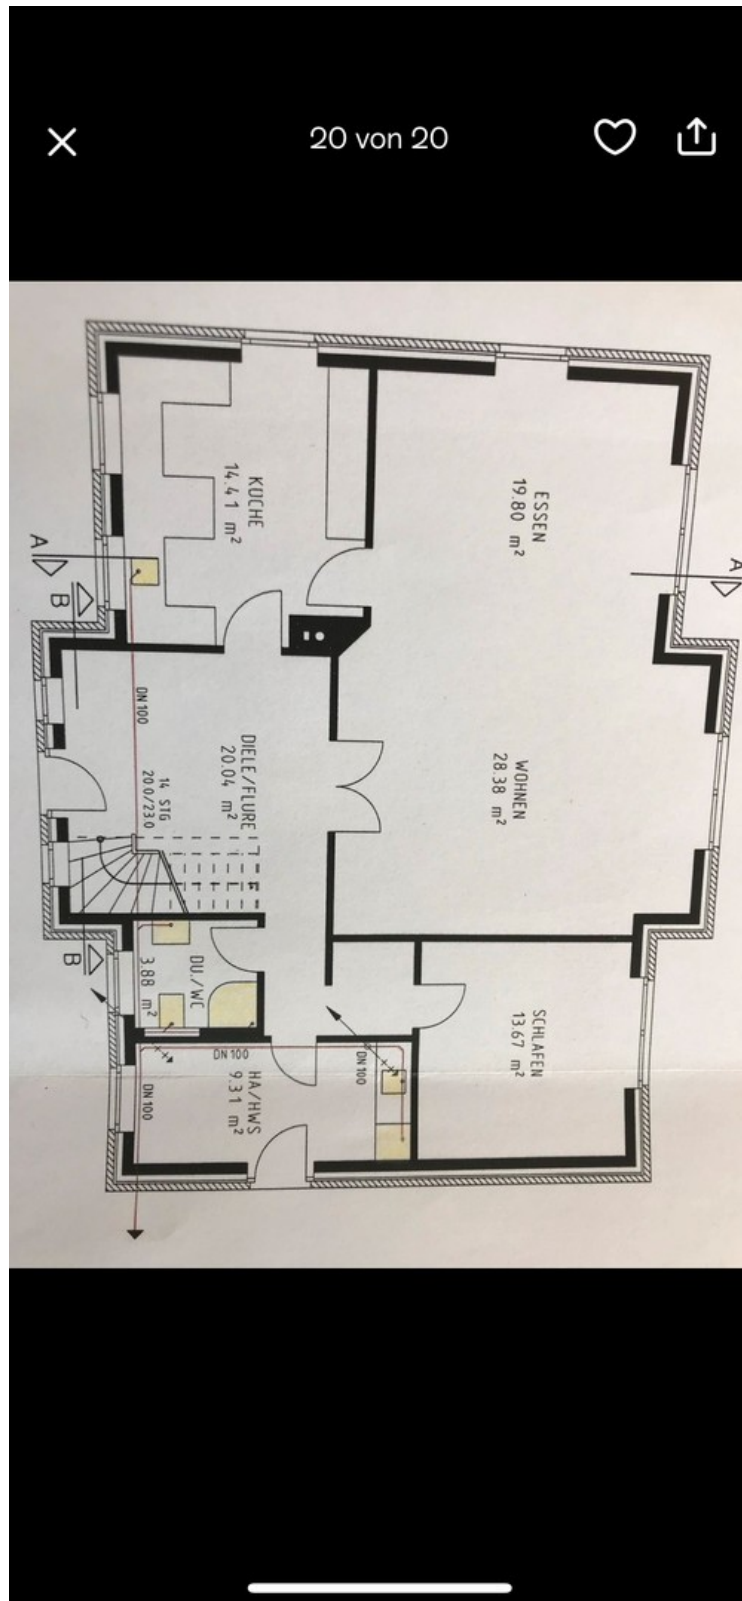 20 von 20
KÜCHE
14.41 m²
ESSEN
19.80 m²
A
A
B
DN 100
DIELE/FLURE
20.04 m²
14 STG
20.0/23.0
WOHNEN
28.38 m²
B
DU./WC
3.88 m²
SCHLAFEN
13.67 m²
DN 100
DN 100
DN 100
HA/HWS
9.31 m²